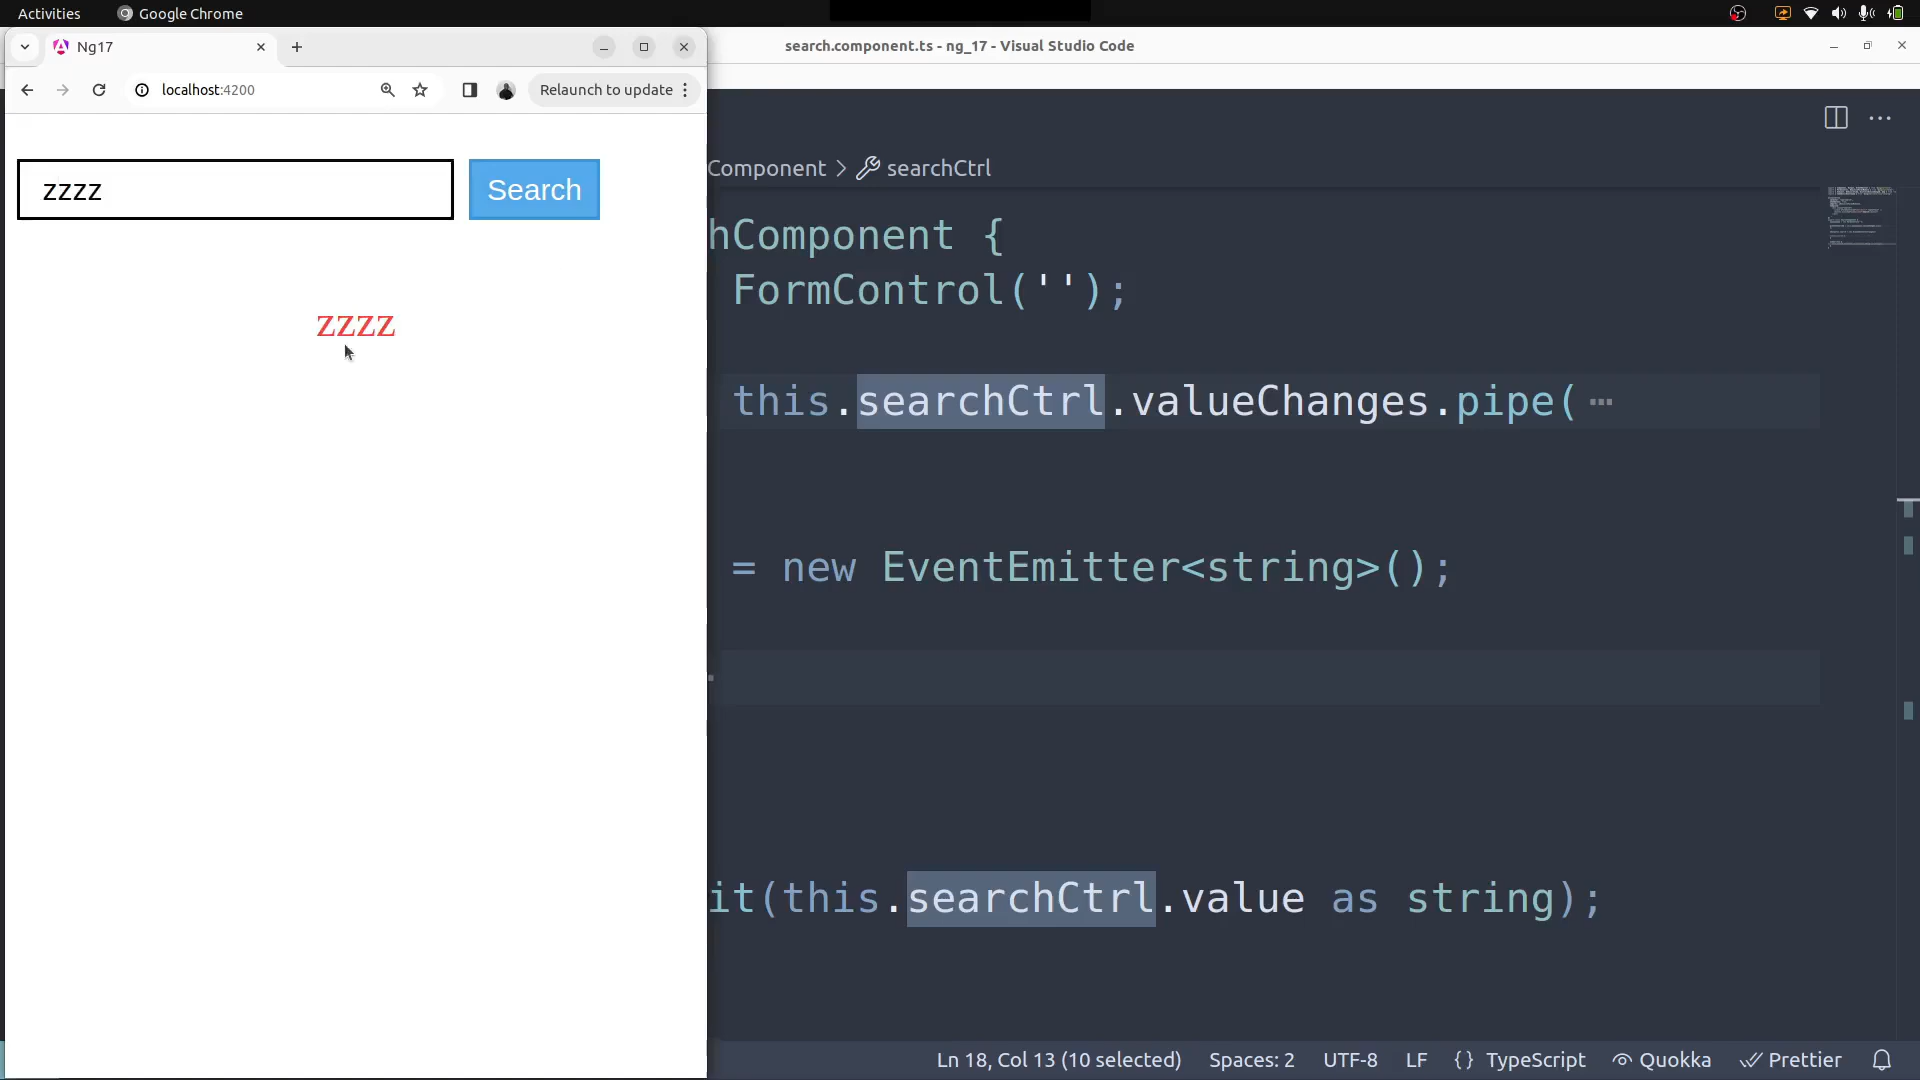 Activities
Google Chrome
Ng17
search.component.ts - ng_17 - Visual Studio Code
localhost:4200
Relaunch to update
Component > searchCtrl
zzzz
Search
hComponent {
FormControl('');
zzzz
this.searchCtrl.valueChanges.pipe( ⋯
= new EventEmitter<string>();
it(this.searchCtrl.value as string);
Ln 18, Col 13 (10 selected) Spaces: 2 UTF-8 LF {} TypeScript Quokka Prettier